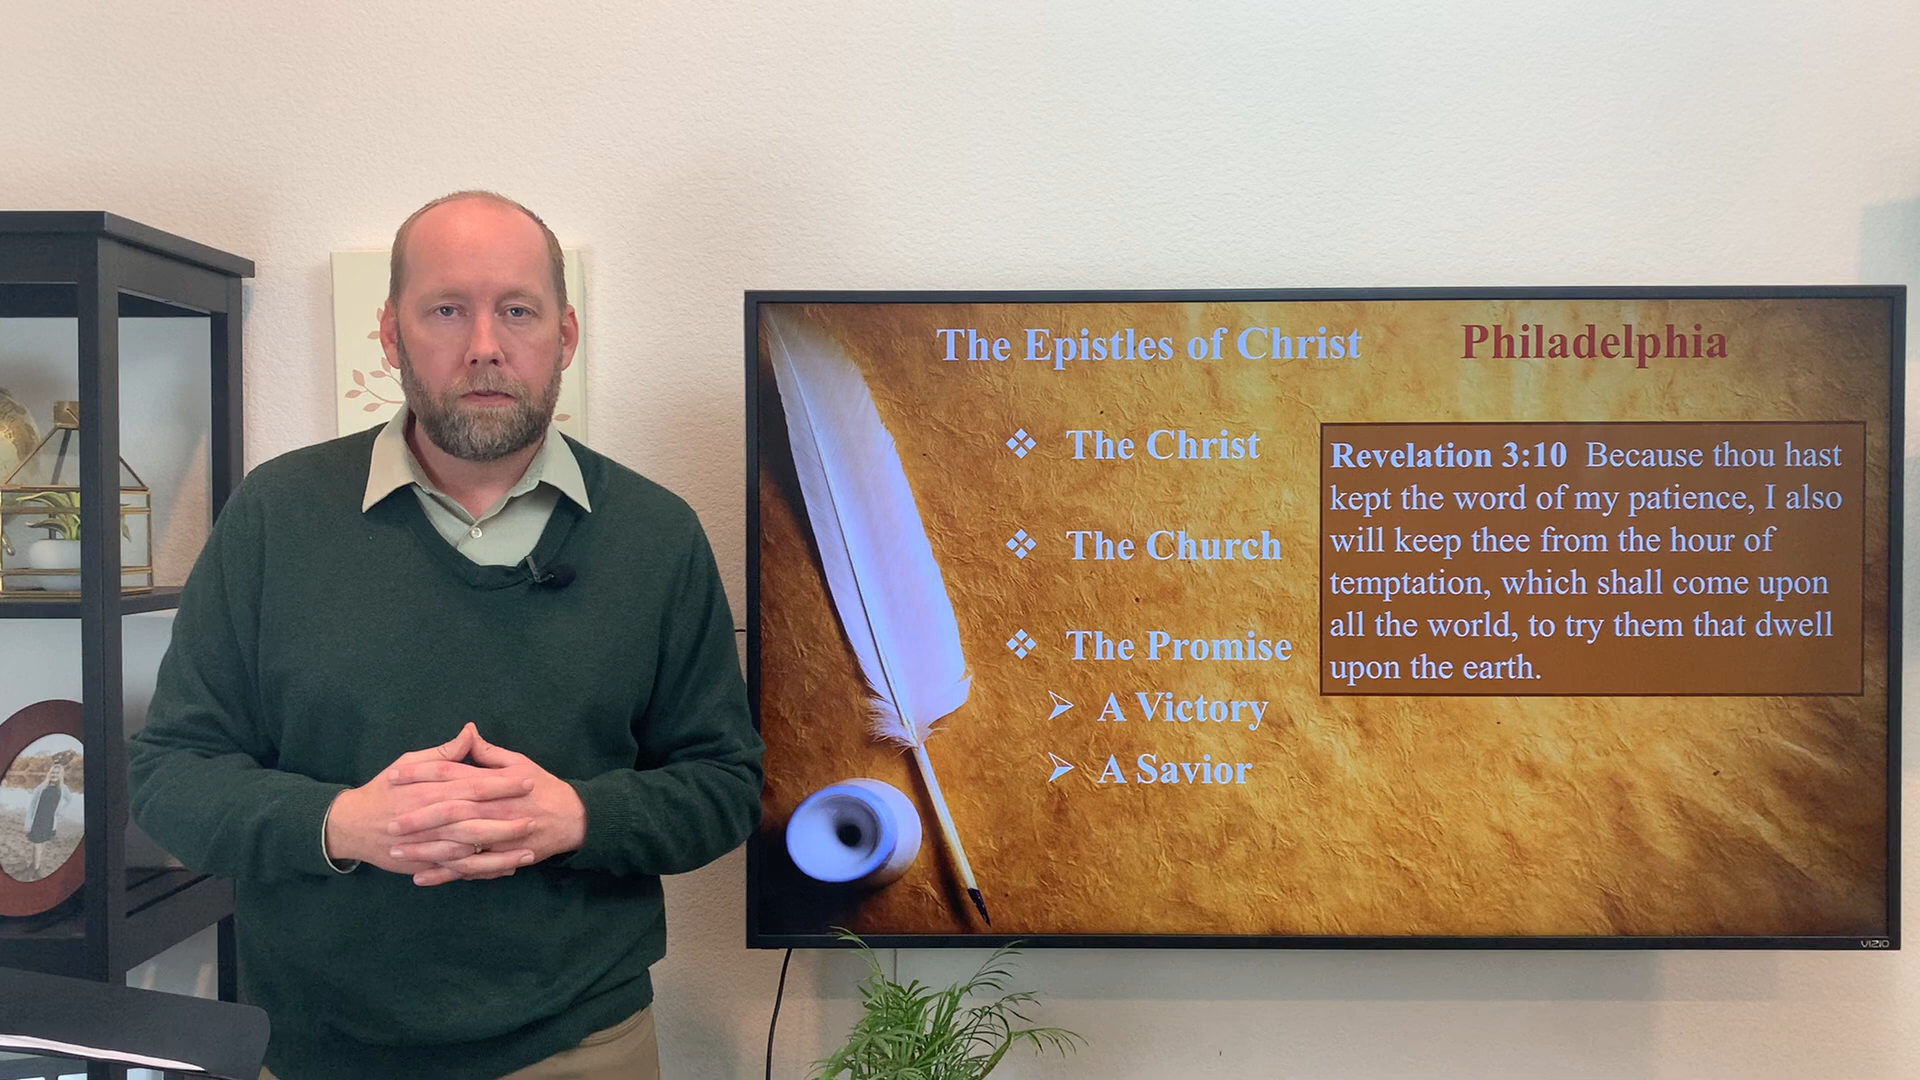 The Epistles of Christ
Philadelphia
The Christ
The Church
The Promise
A Victory
A Savior
Revelation 3:10 Because thou hast
kept the word of my patience, I also
will keep thee from the hour of
temptation, which shall come upon
all the world, to try them that dwell
upon the earth.
VIZIO